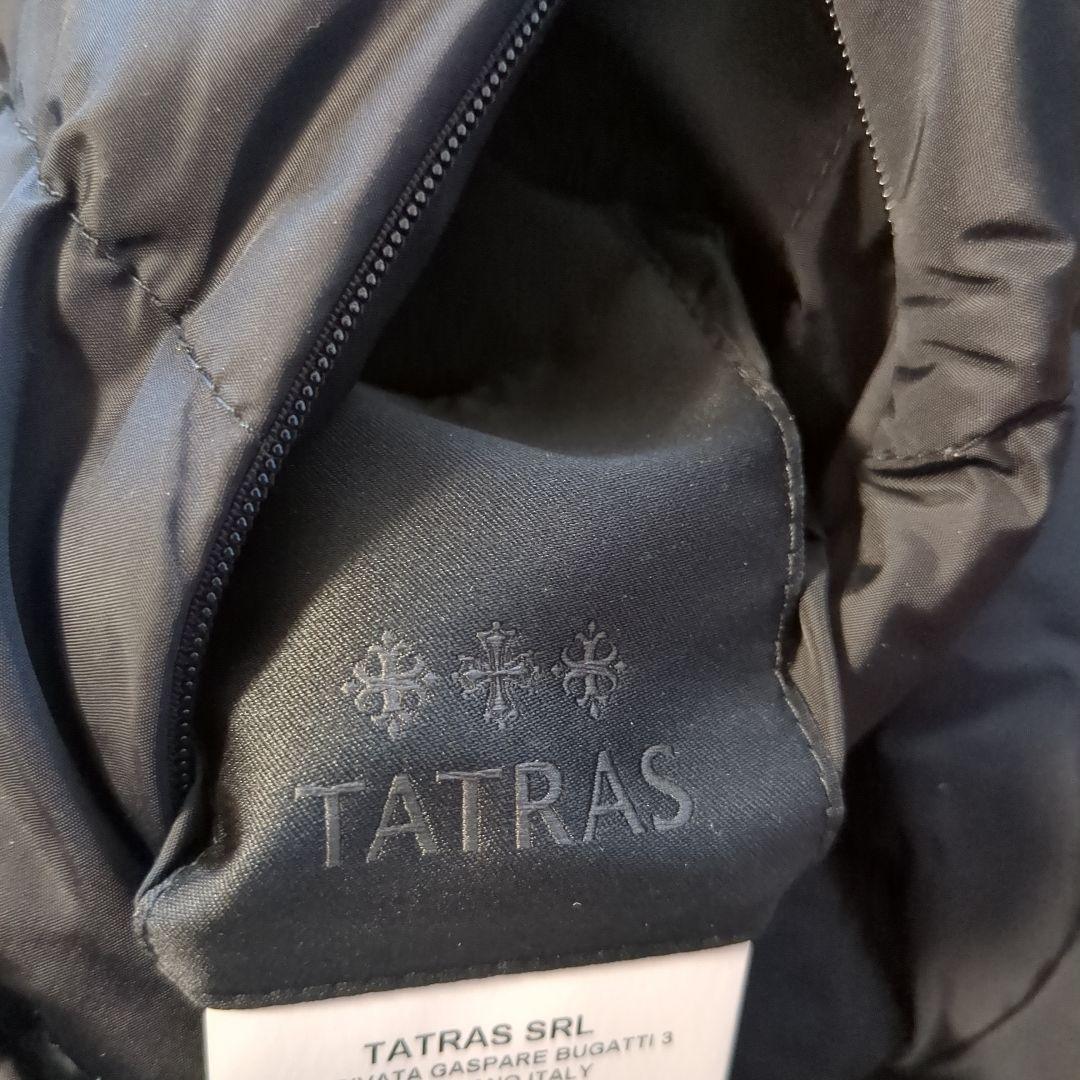 TATRAS
TATRAS SRL
GASPARE BUGATTI 3
ITALY